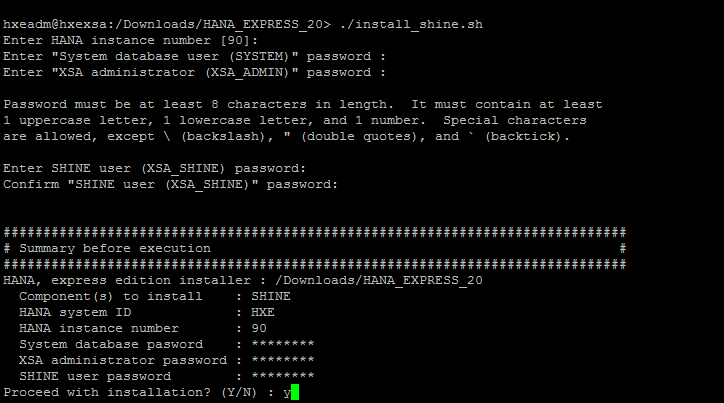 hxeadm@hxexsa:/Downloads/HANA_EXPRESS_20> ./install_shine.sh
Enter HANA instance number [90]:
Enter "System database user (SYSTEM)" password :
Enter "XSA administrator (XSA_ADMIN)" password :
Password must be at least 8 characters in length.  It must contain at least
1 uppercase letter, 1 lowercase letter, and 1 number.  Special characters
are allowed, except \ (backslash), " (double quotes), and ` (backtick).
Enter SHINE user (XSA_SHINE) password:
Confirm "SHINE user (XSA_SHINE)" password:
##############################################################################
# Summary before execution                                                   #
##############################################################################
HANA, express edition installer : /Downloads/HANA_EXPRESS_20
  Component(s) to install    : SHINE
  HANA system ID             : HXE
  HANA instance number       : 90
  System database pasword    : ********
  XSA administrator password : ********
  SHINE user password        : ********
Proceed with installation? (Y/N) : y